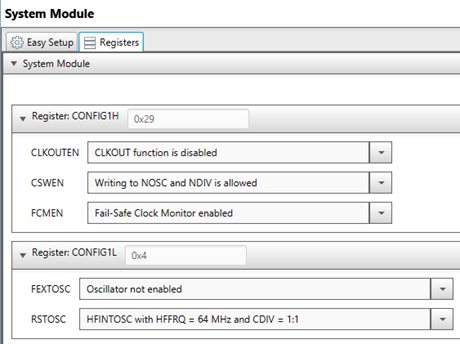 System Module
Easy Setup Registers
System Module
Register: CONFIG1H 0x29
CLKOUTEN CLKOUT function is disabled
CSWEN Writing to NOSC and NDIV is allowed
FCMEN Fail-Safe Clock Monitor enabled
Register: CONFIG1L 0x4
FEXTOSC Oscillator not enabled
RSTOSC HFINTOSC with HFFRQ = 64 MHz and CDIV = 1:1